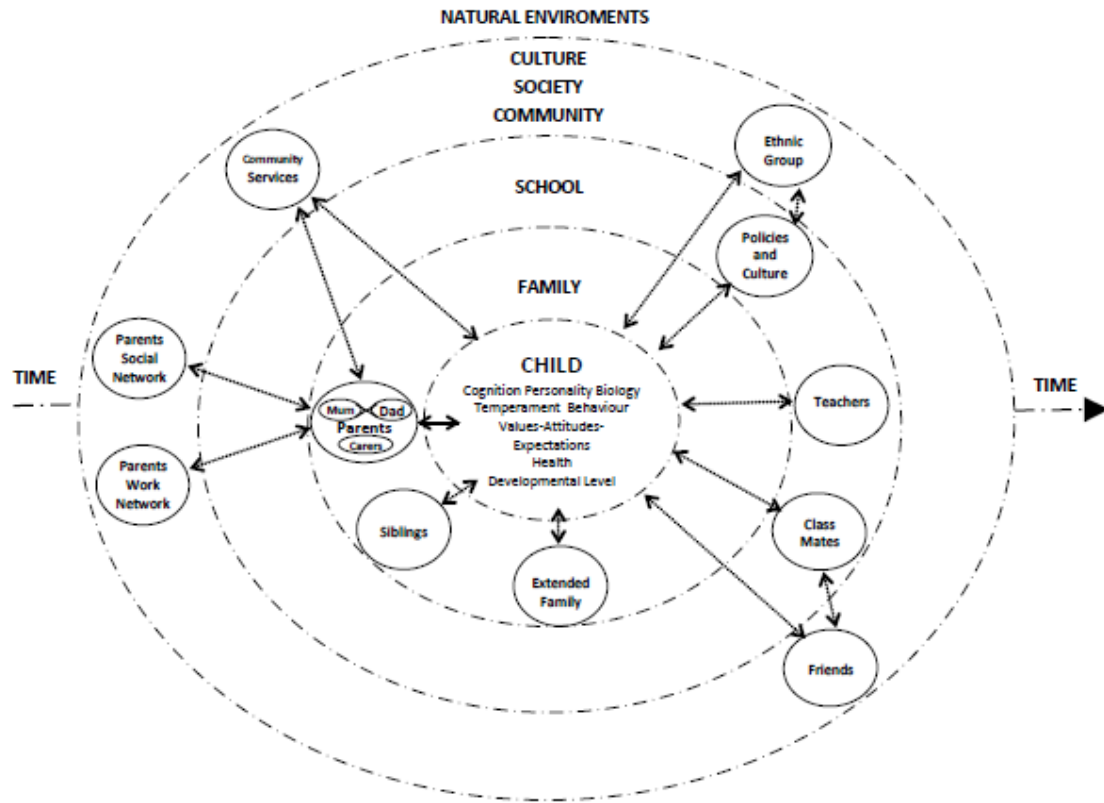 NATURAL ENVIROMENTS
CULTURE
SOCIETY
COMMUNITY
Community
Services
Ethnic
Group
SCHOOL
Policies
and
Culture
FAMILY
Parents
Social
Network
TIME
TIME
CHILD
Cognition Personality Biology
Temperament Behaviour
Values-Attitudes-
Expectations
Health
Developmental Level
Mum
Dad
Parents
Carers
Teachers
Parents
Work
Network
Siblings
Class
Mates
Extended
Family
Friends